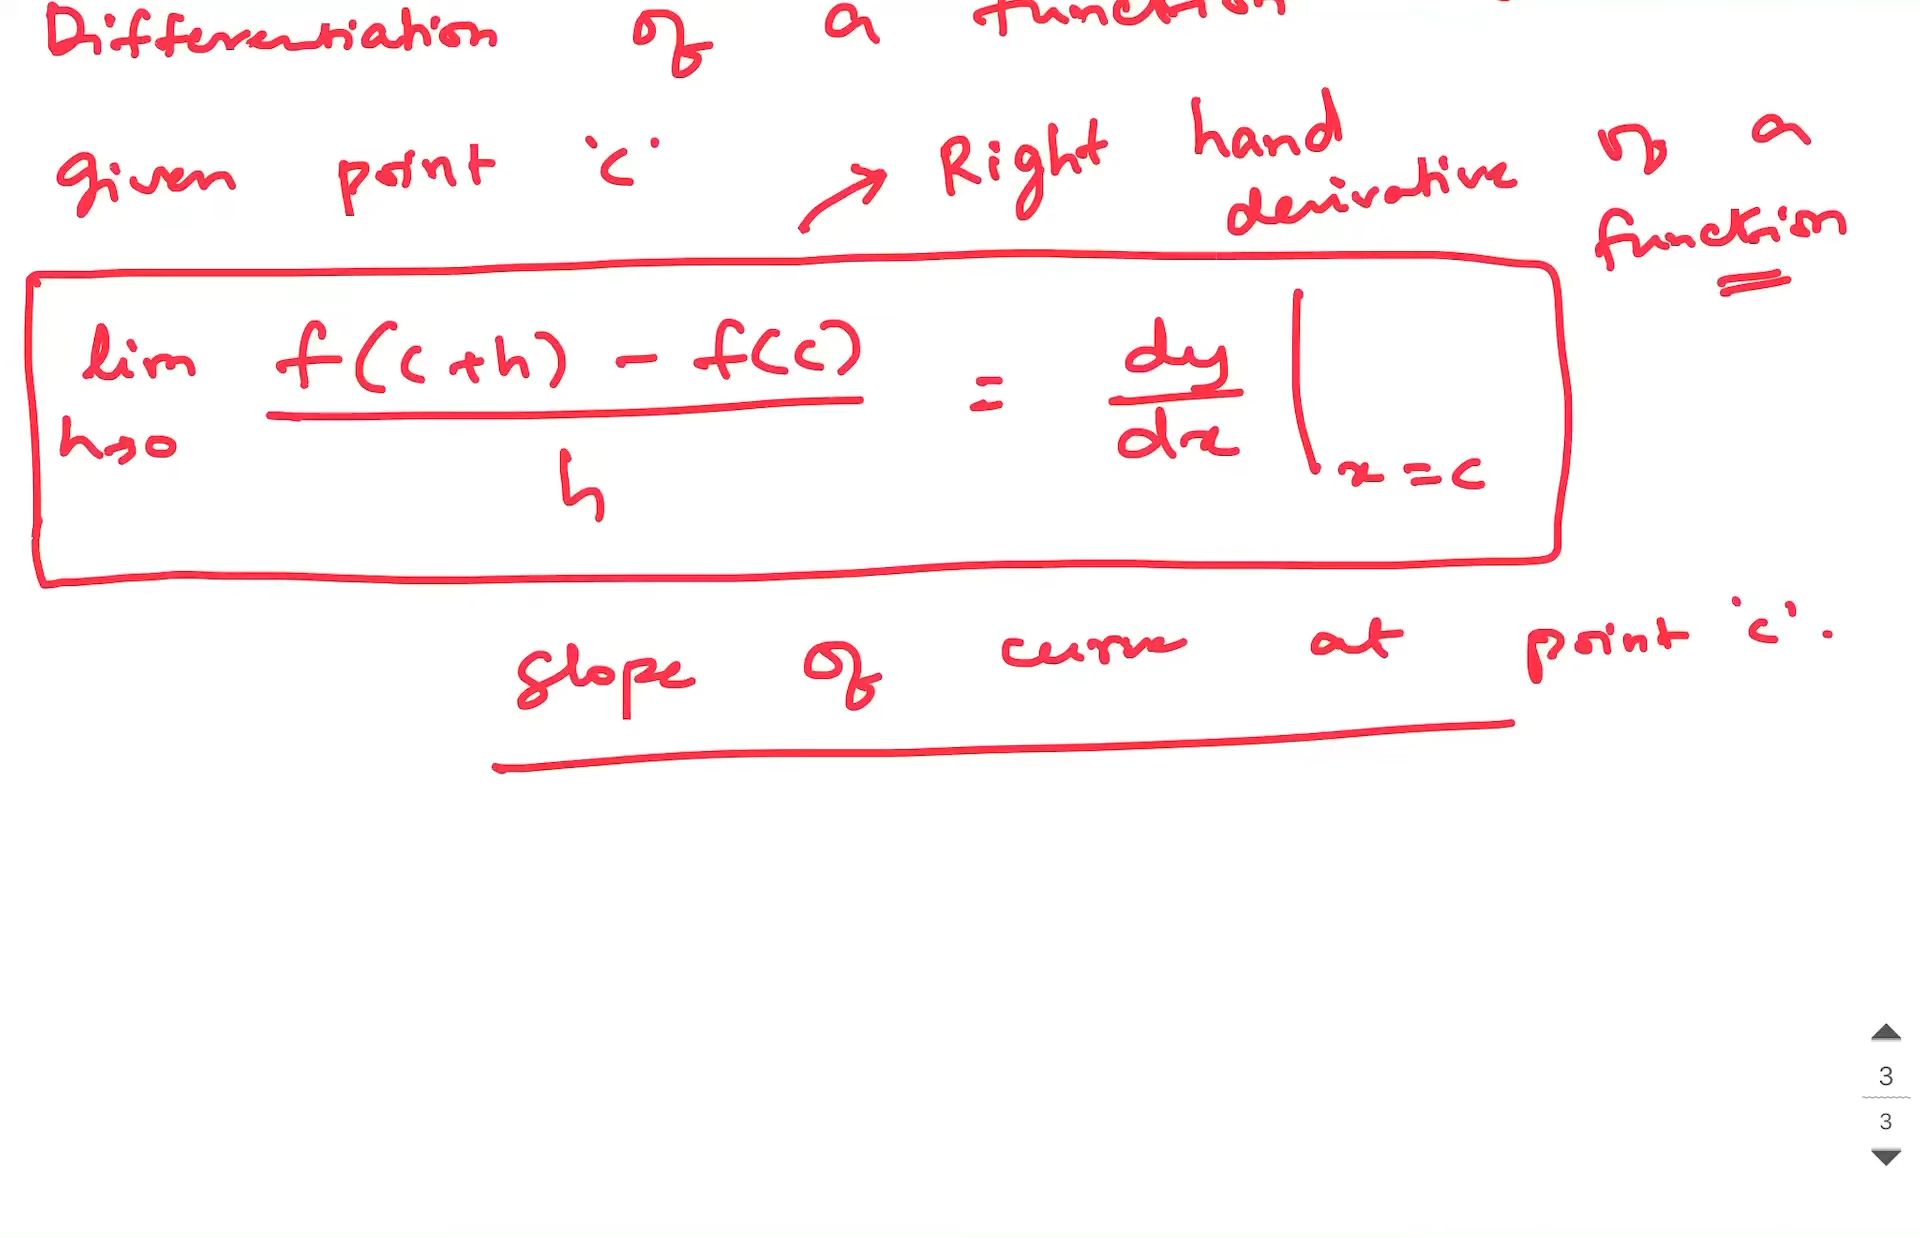 Differentiation of a function
given point 'c'
→ Right hand derivative of a function
lim h→0 f(c+h) - f(c) / h = dy/dx | x=c
slope of curve at point 'c'.
3
3